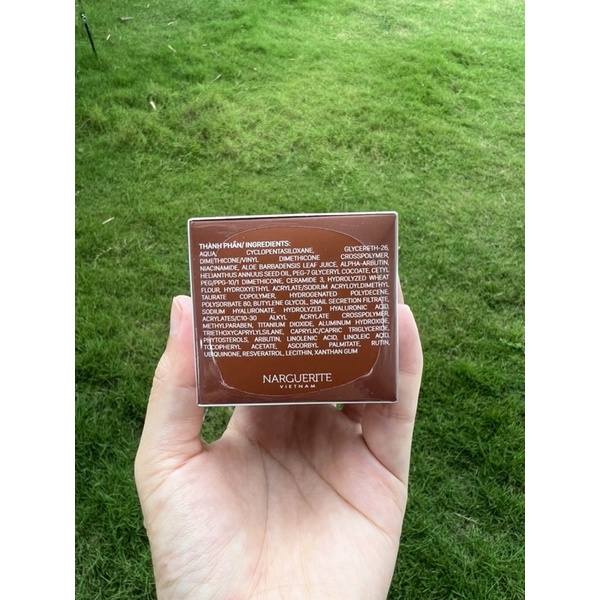 THÀNH PHẦN/ INGREDIENTS:
AQUA, CYCLOPENTASILOXANE, GLYCERETH-26,
DIMETHICONE/VINYL DIMETHICONE CROSSPOLYMER,
NIACINAMIDE, ALOE BARBADENSIS LEAF JUICE, ALPHA-ARBUTIN,
HELIANTHUS ANNUUS SEED OIL, PEG-7 GLYCERYL COCOATE, CETYL
PEG/PPG-10/1 DIMETHICONE, CERAMIDE 3, HYDROLYZED WHEAT
FLOUR, HYDROXYETHYL ACRYLATE/SODIUM ACRYLOYLDIMETHYL
TAURATE COPOLYMER, HYDROGENATED POLYDECENE,
POLYSORBATE 80, BUTYLENE GLYCOL, SNAIL SECRETION FILTRATE,
SODIUM HYALURONATE, HYDROLYZED HYALURONIC ACID,
ACRYLATES/C10-30 ALKYL ACRYLATE CROSSPOLYMER,
METHYLPARABEN, TITANIUM DIOXIDE, ALUMINUM HYDROXIDE,
TRIETHOXYCAPRYLYLSILANE, CAPRYLIC/CAPRIC TRIGLYCERIDE,
PHYTOSTEROLS, ARBUTIN, LINOLENIC ACID, LINOLEIC ACID,
TOCOPHERYL ACETATE, ASCORBYL PALMITATE, RUTIN,
UBIQUINONE, RESVERATROL, LECITHIN, XANTHAN GUM
NARGUERITE
VIETNAM